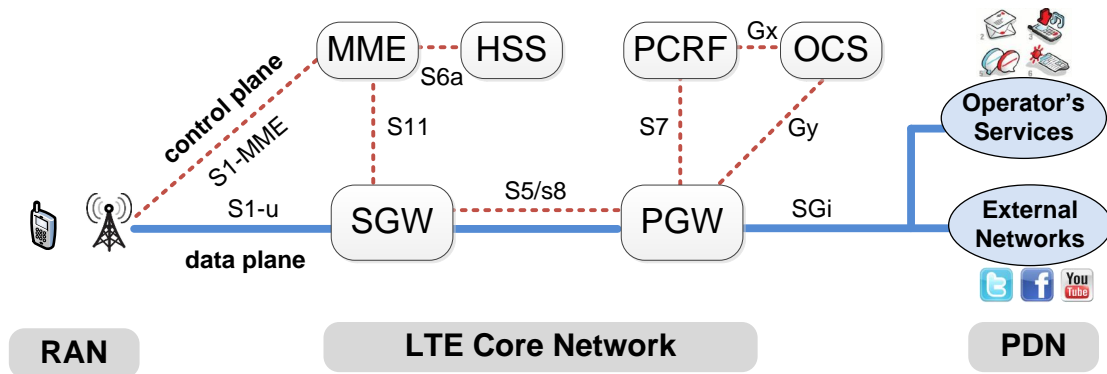 MME
HSS
PCRF
Gx
OCS
S6a
control plane
S1-MME
S11
S7
Gy
Operator's
Services
S1-u
SGW
S5/s8
PGW
SGi
External
Networks
data plane
You
Tube
RAN
LTE Core Network
PDN